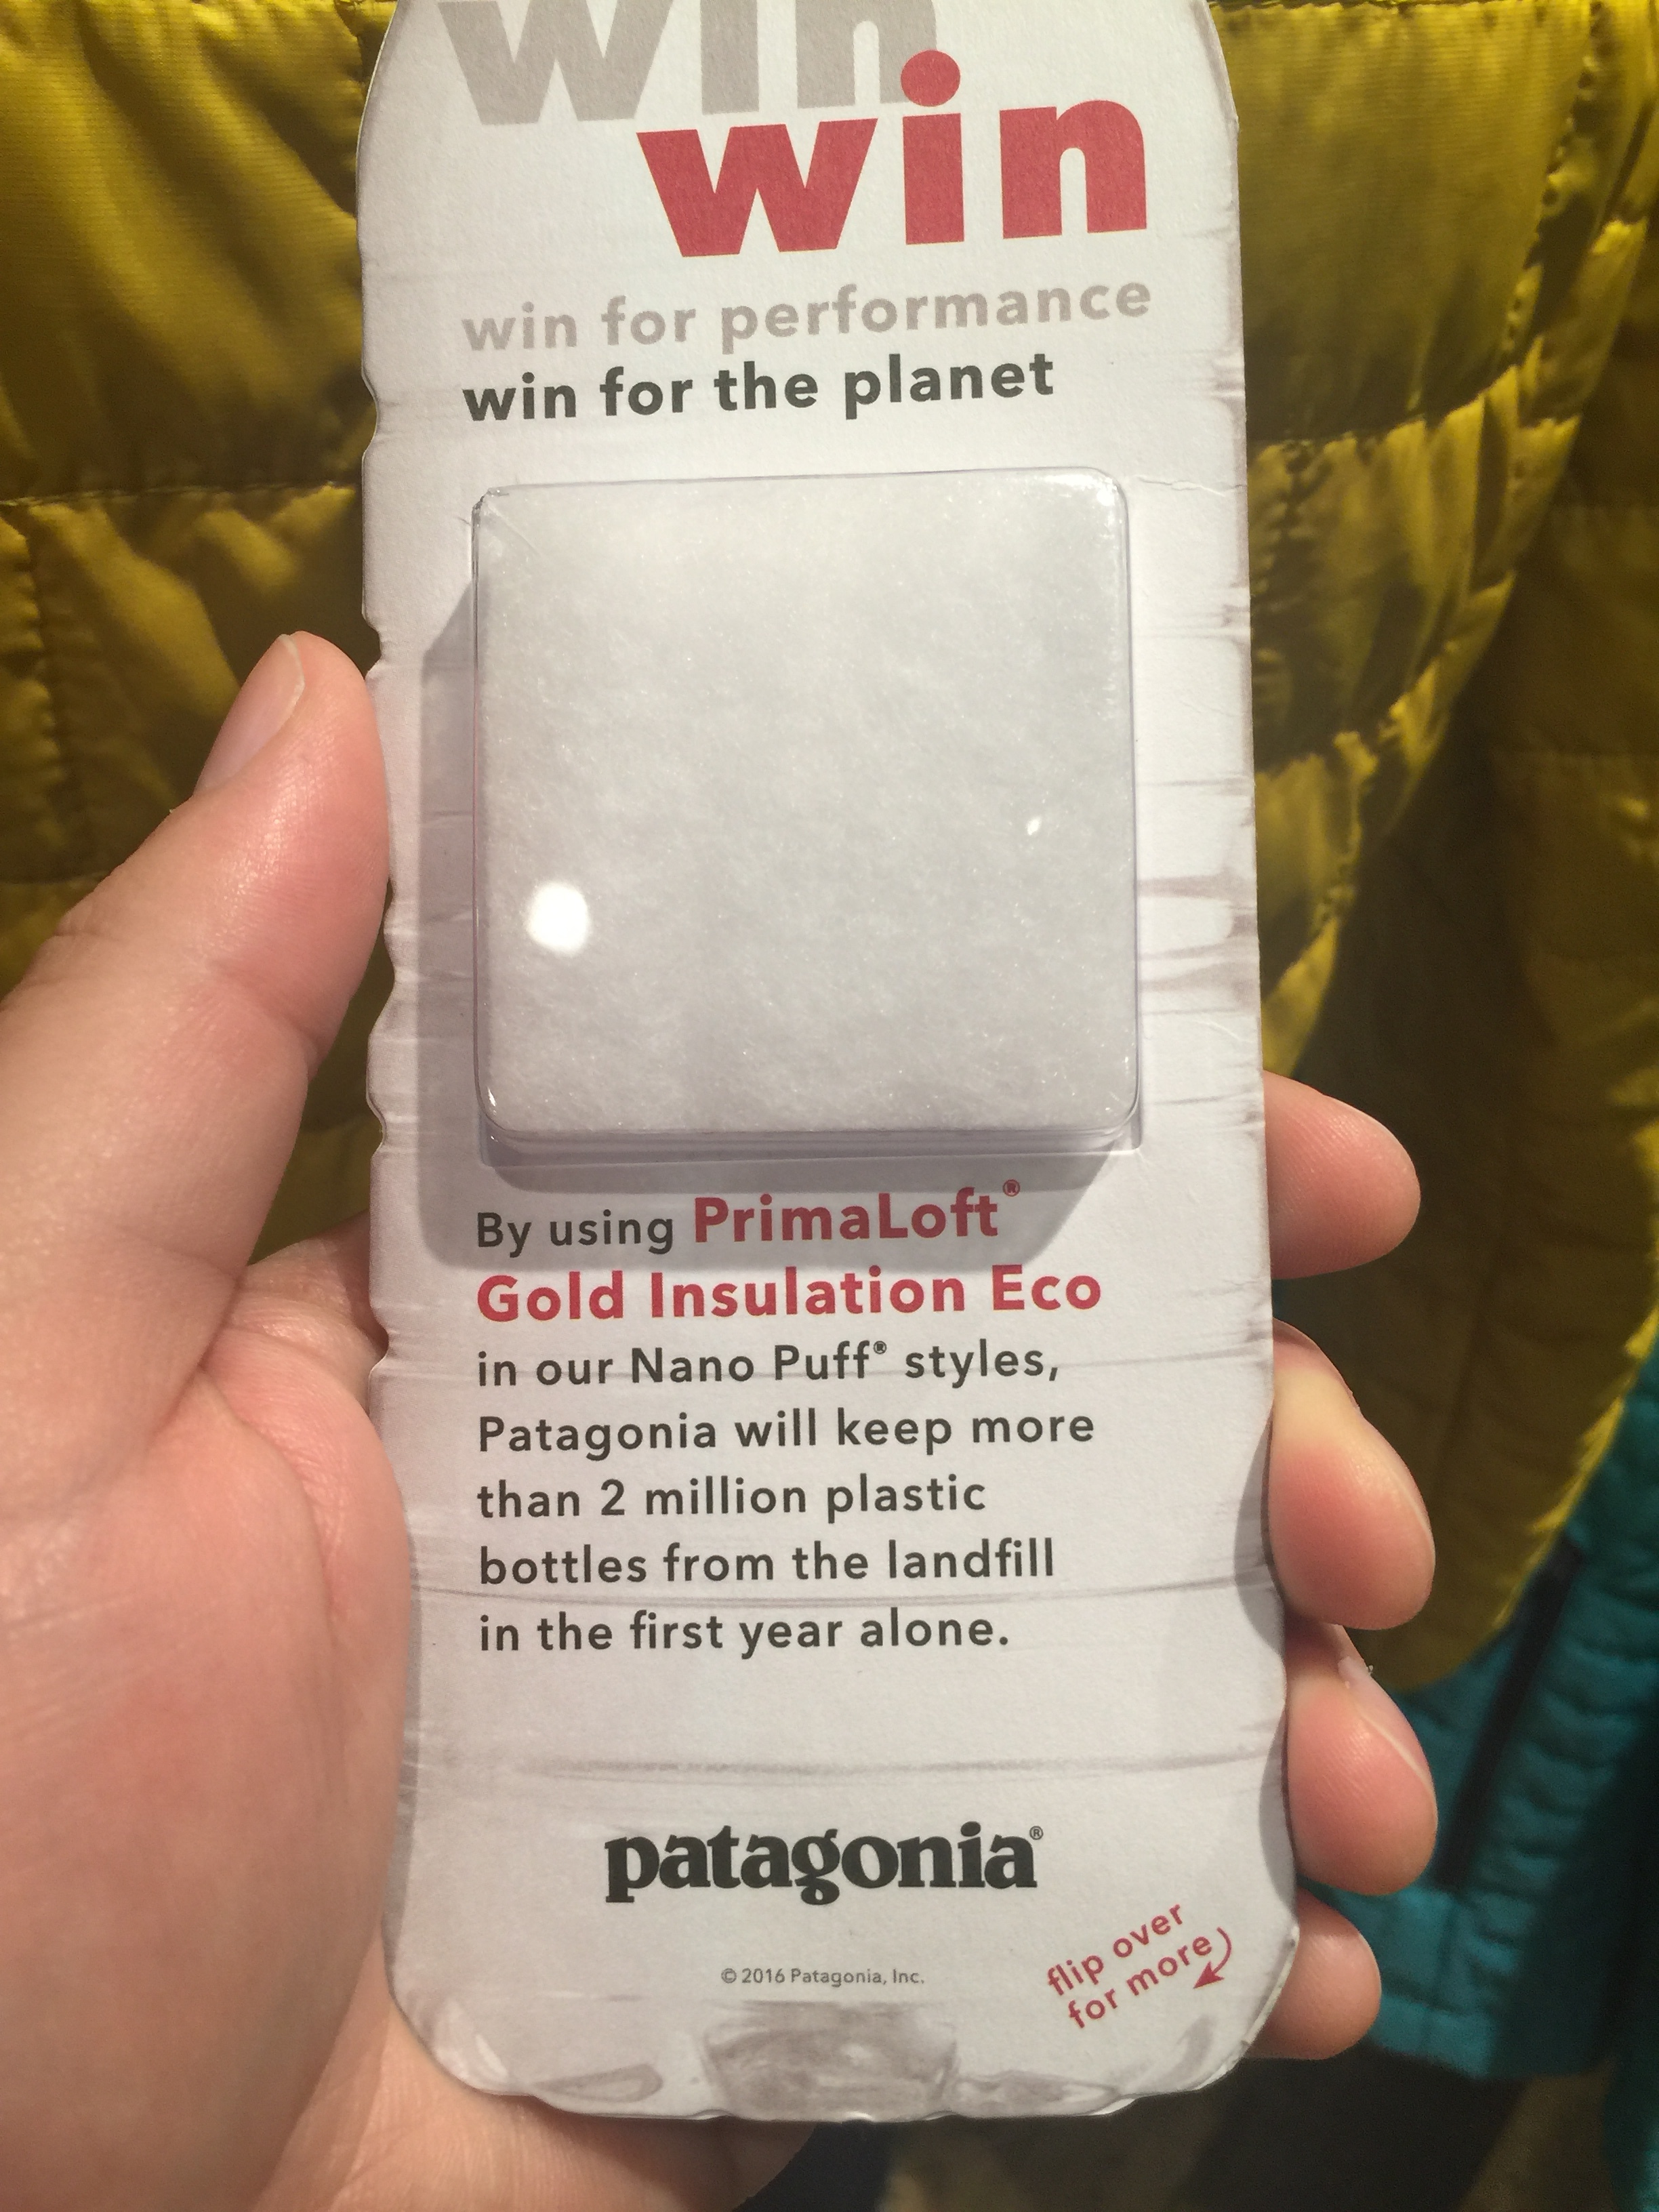 win
win
win for performance
win for the planet
By using PrimaLoft®
Gold Insulation Eco
in our Nano Puff® styles,
Patagonia will keep more
than 2 million plastic
bottles from the landfill
in the first year alone.
patagonia®
© 2016 Patagonia, Inc.
flip over
for more